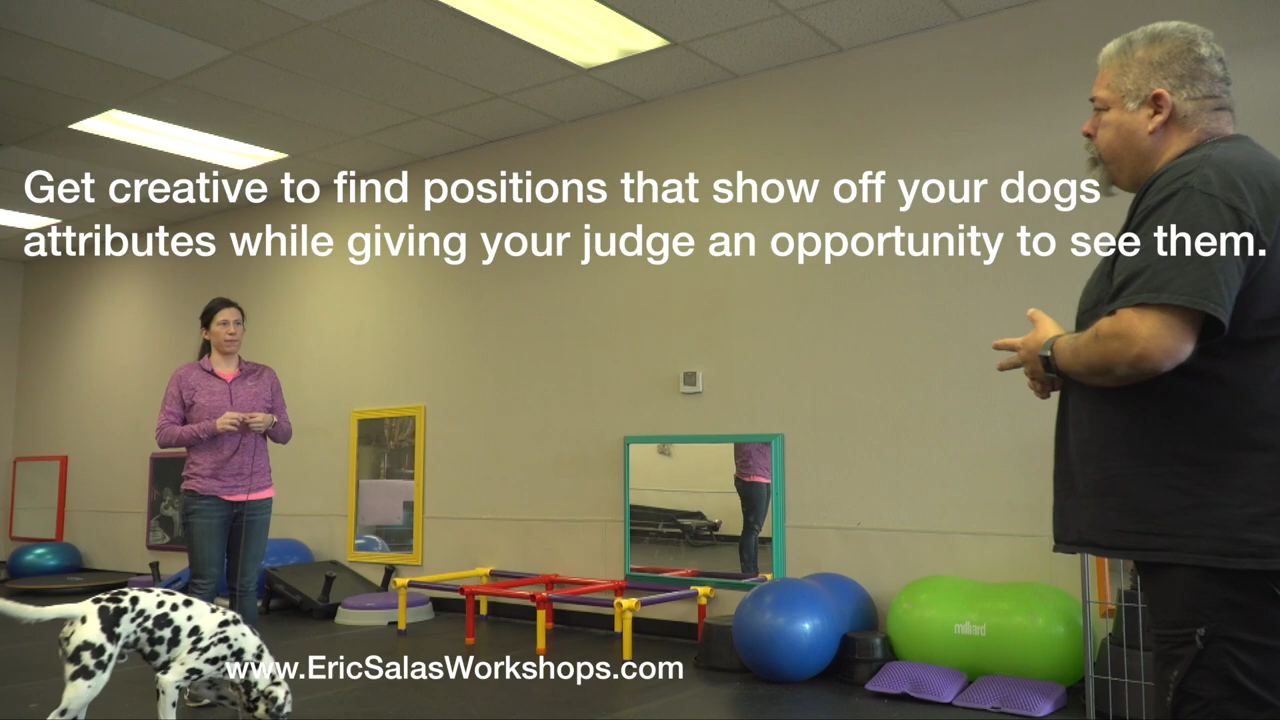 Get creative to find positions that show off your dogs
attributes while giving your judge an opportunity to see them.
milliard
www.EricSalasWorkshops.com